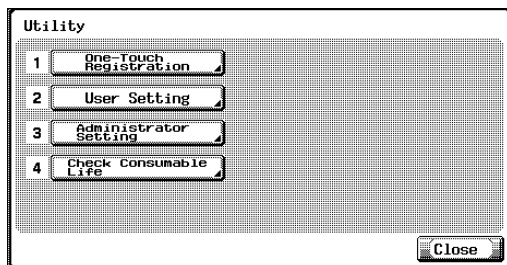 Utility
1 One-Touch
Registration
2 User Setting
3 Administrator
Setting
4 Check Consumable
Life
Close